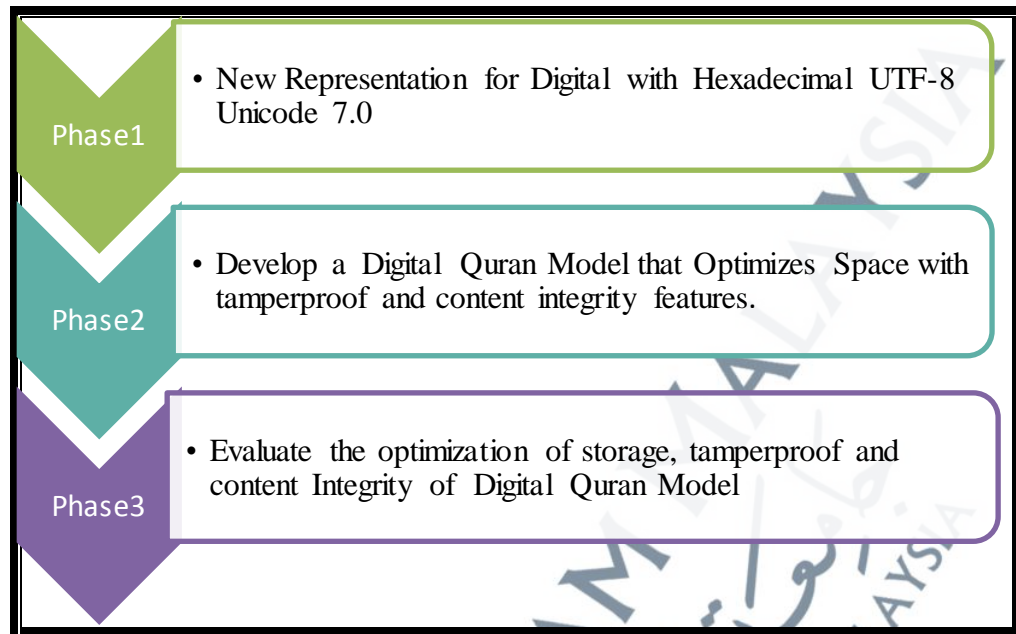 Phase1
• New Representation for Digital with Hexadecimal UTF-8
Unicode 7.0
Phase2
• Develop a Digital Quran Model that Optimizes Space with
tamperproof and content integrity features.
Phase3
• Evaluate the optimization of storage, tamperproof and
content Integrity of Digital Quran Model